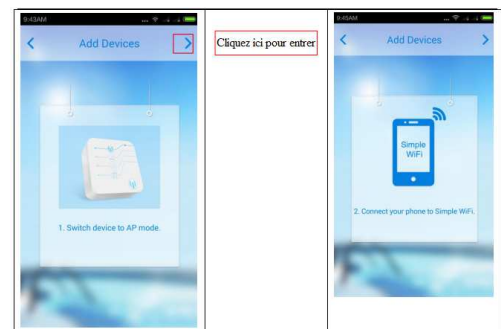 9:43AM
Add Devices
1. Switch device to AP mode.
Cliquez ici pour entrer
9:45AM
Add Devices
Simple
WiFi
2. Connect your phone to Simple WiFi.